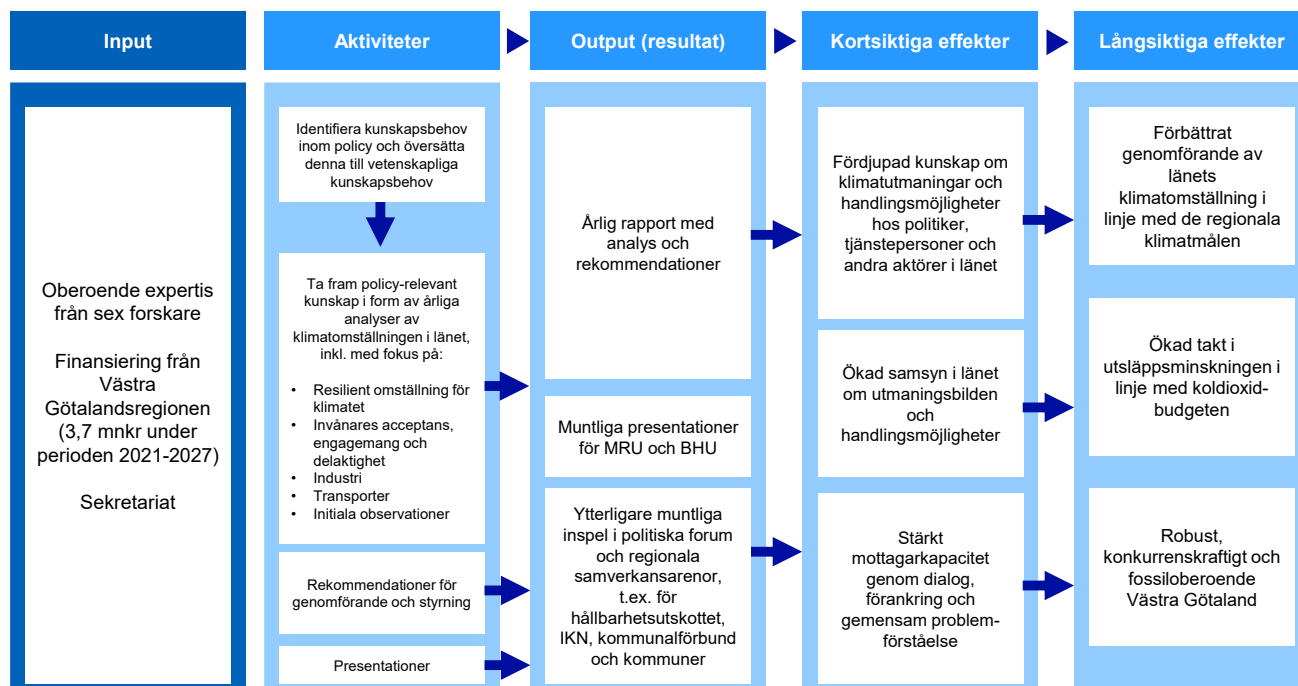 Input
Aktiviteter
Output (resultat)
Kortsiktiga effekter
Långsiktiga effekter
Oberoende expertis
från sex forskare
Finansiering från
Västra
Götalandsregionen
(3,7 mnkr under
perioden 2021-2027)
Sekretariat
Identifiera kunskapsbehov
inom policy och översätta
denna till vetenskapliga
kunskapsbehov
Ta fram policy-relevant
kunskap i form av årliga
analyser av
klimatomställningen i länet,
inkl. med fokus på:
• Resilient omställning för
klimatet
• Invånares acceptans,
engagemang och
delaktighet
• Industri
• Transporter
• Initiala observationer
Rekommendationer för
genomförande och styrning
Presentationer
Årlig rapport med
analys och
rekommendationer
Muntliga presentationer
för MRU och BHU
Ytterligare muntliga
inspel i politiska forum
och regionala
samverkansarenor,
t.ex. för
hållbarhetsutskottet,
IKN, kommunalförbund
och kommuner
Fördjupad kunskap om
klimatutmaningar och
handlingsmöjligheter
hos politiker,
tjänstepersoner och
andra aktörer i länet
Ökad samsyn i länet
om utmaningsbilden
och
handlingsmöjligheter
Stärkt
mottagarkapacitet
genom dialog,
förankring och
gemensam problem-
förståelse
Förbättrat
genomförande av
länets
klimatomställning i
linje med de regionala
klimatmålen
Ökad takt i
utsläppsminskningen i
linje med koldioxid-
budgeten
Robust,
konkurrenskraftigt och
fossiloberoende
Västra Götaland